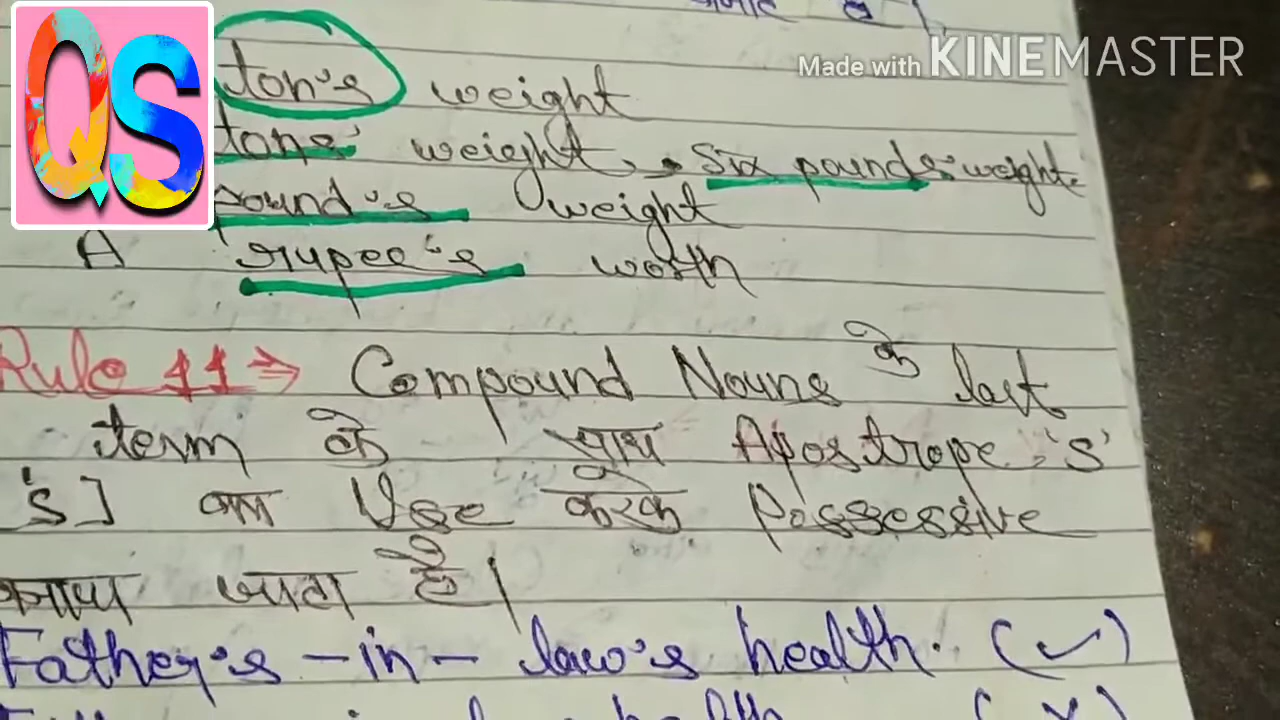 QS
Made with KINEMASTER
ton's weight
tons' weight, Six pounds' weight.
pound's weight
A rupee's worth
Rule 11 ⇒ Compound Nouns के last
term के साथ Apostrope 's'
's] का Use करके Possessive
बनाया जाता है।
Father's - in - law's health. (✓)